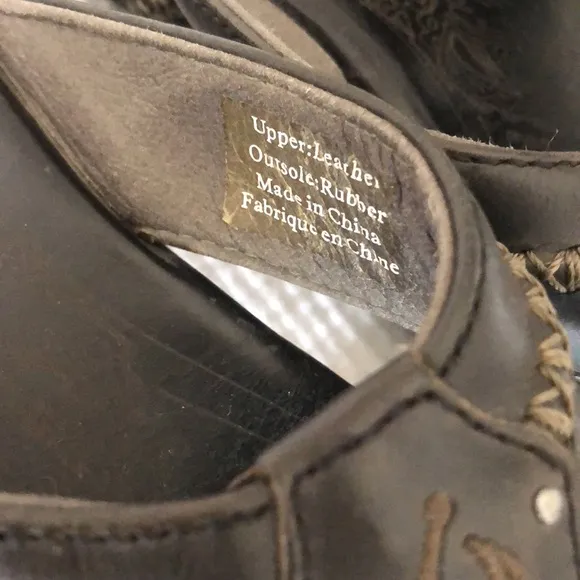 Upper:Leather
Outsole:Rubber
Made in China
Fabrique en Chine